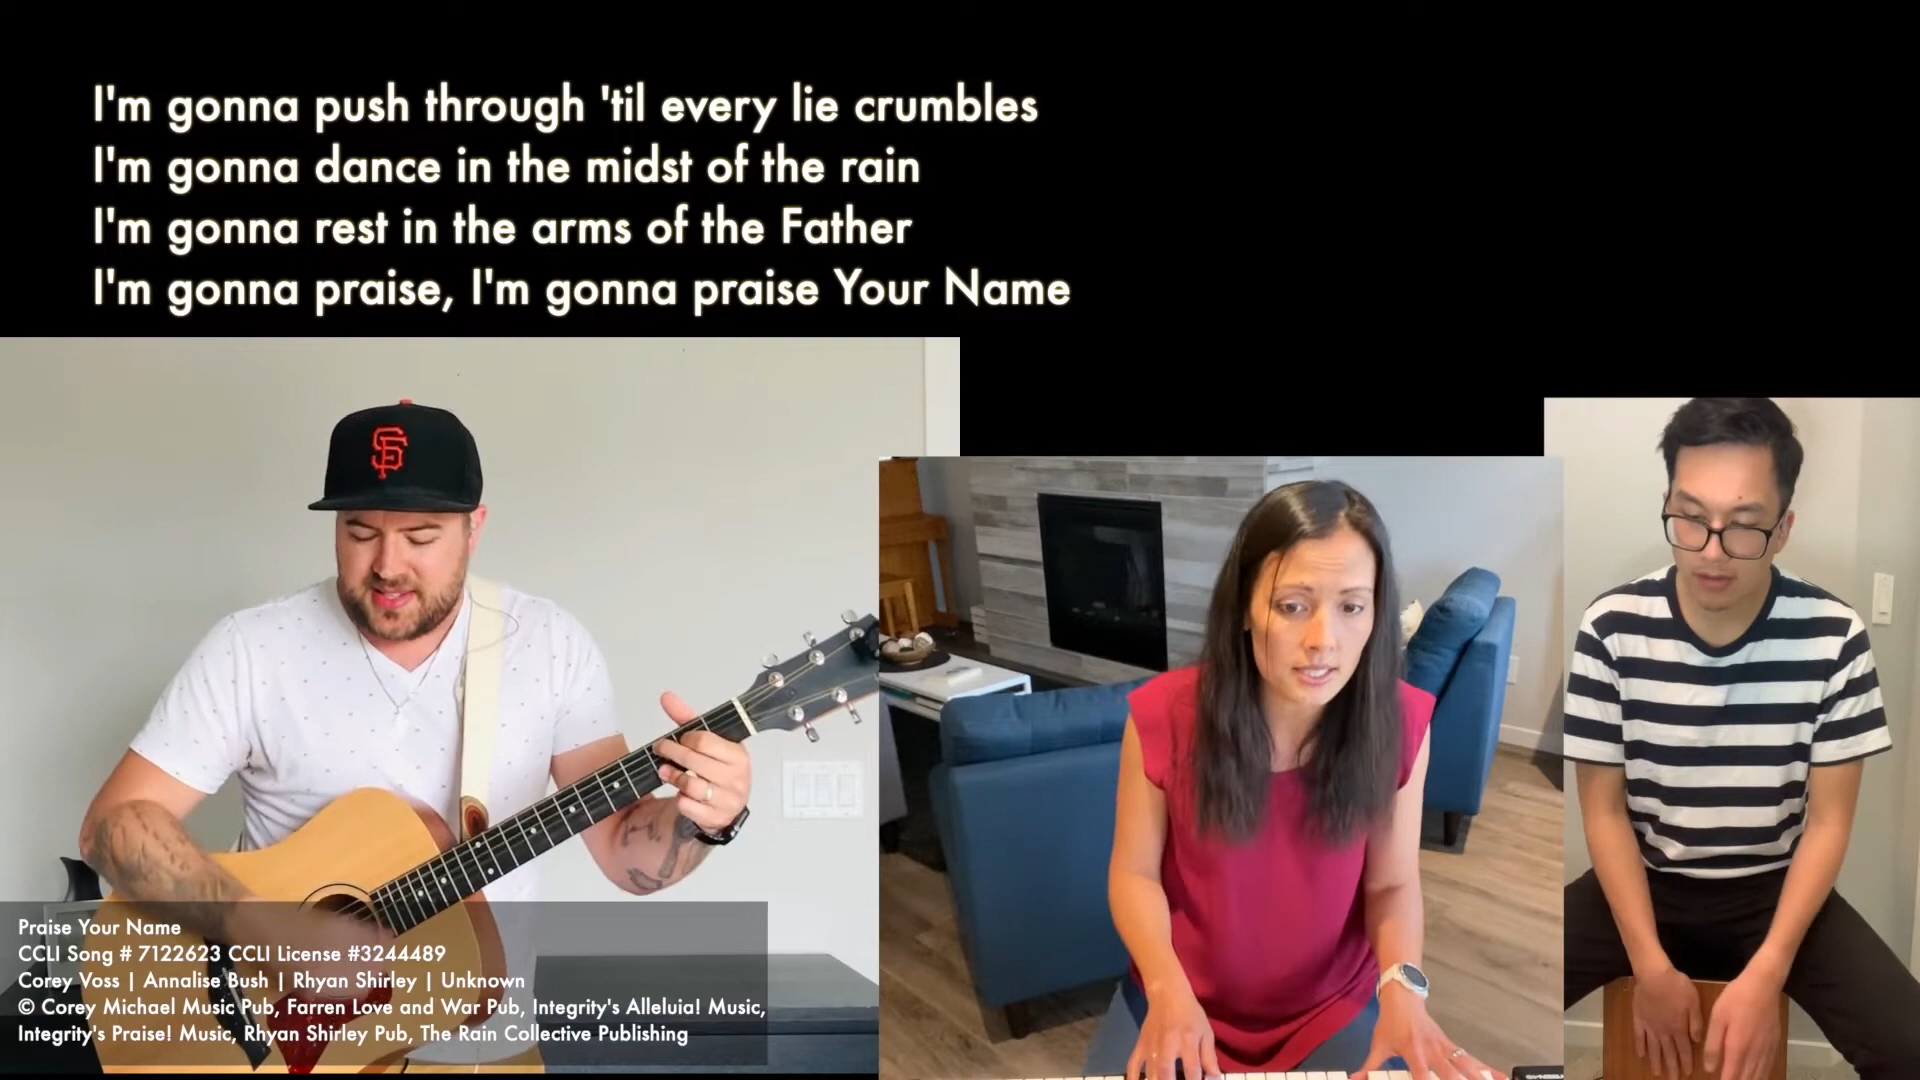 I'm gonna push through 'til every lie crumbles
I'm gonna dance in the midst of the rain
I'm gonna rest in the arms of the Father
I'm gonna praise, I'm gonna praise Your Name
SF
Praise Your Name
CCLI Song # 7122623 CCLI License #3244489
Corey Voss | Annalise Bush | Rhyan Shirley | Unknown
© Corey Michael Music Pub, Farren Love and War Pub, Integrity's Alleluia! Music,
Integrity's Praise! Music, Rhyan Shirley Pub, The Rain Collective Publishing